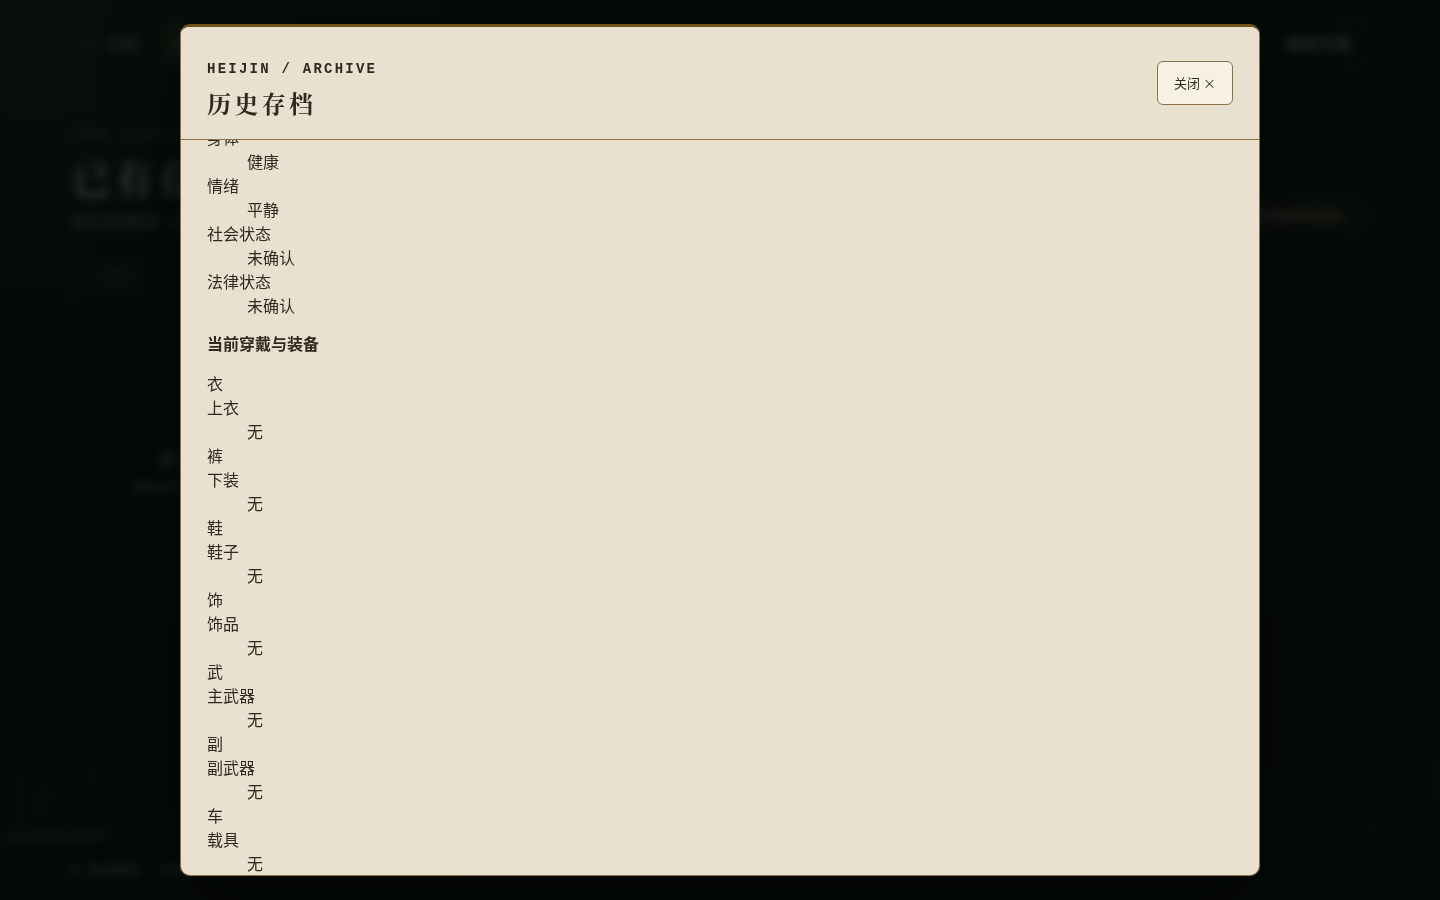 HEIJIN / ARCHIVE
历史存档
关闭 ×
身体
健康
情绪
平静
社会状态
未确认
法律状态
未确认
当前穿戴与装备
衣
上衣
无
裤
下装
无
鞋
鞋子
无
饰
饰品
无
武
主武器
无
副
副武器
无
车
载具
无